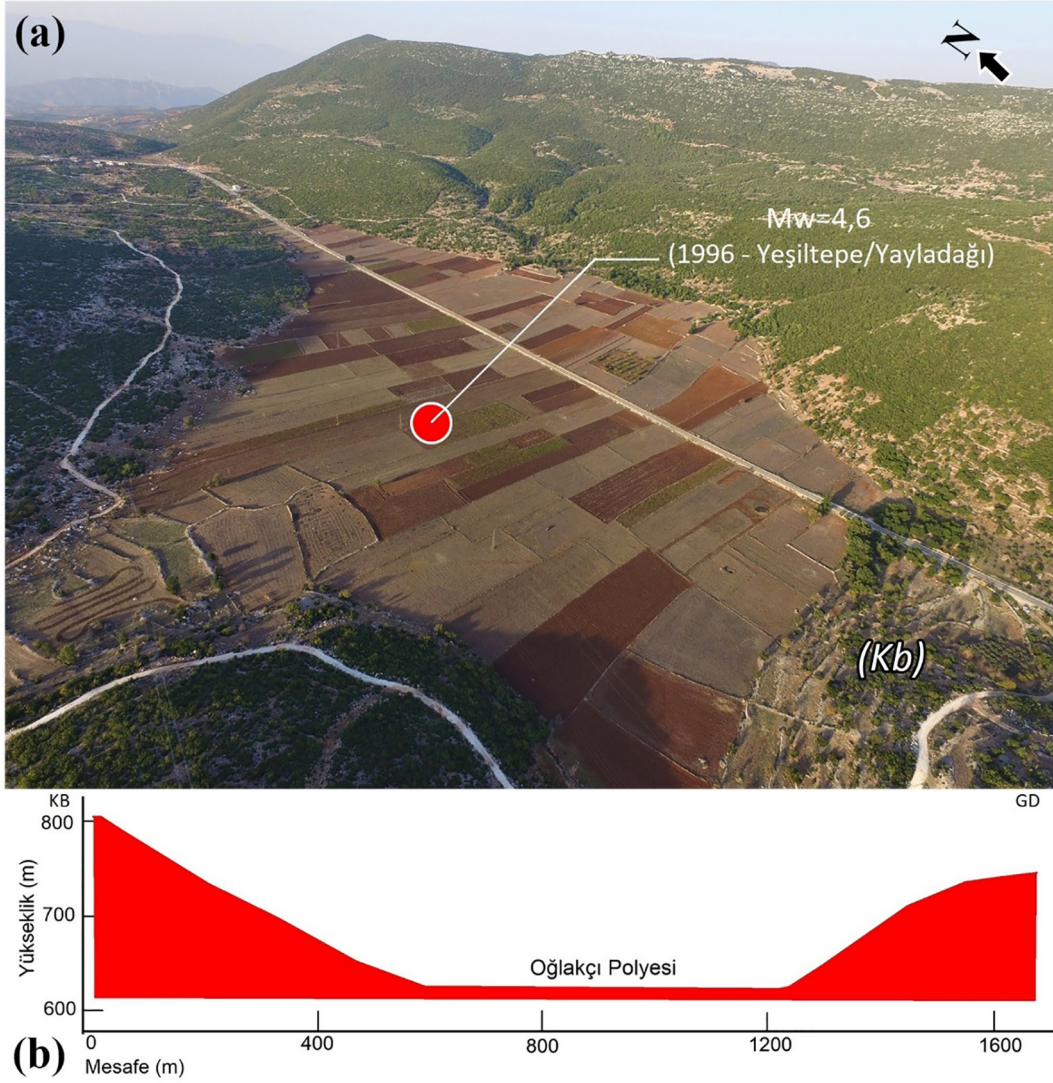 (a)
N
Mw=4,6
(1996 - Yeşiltepe/Yayladağı)
(Kb)
KB
GD
800
700
600
Yükseklik (m)
Oğlakçı Polyesi
0
400
800
1200
1600
(b)
Mesafe (m)